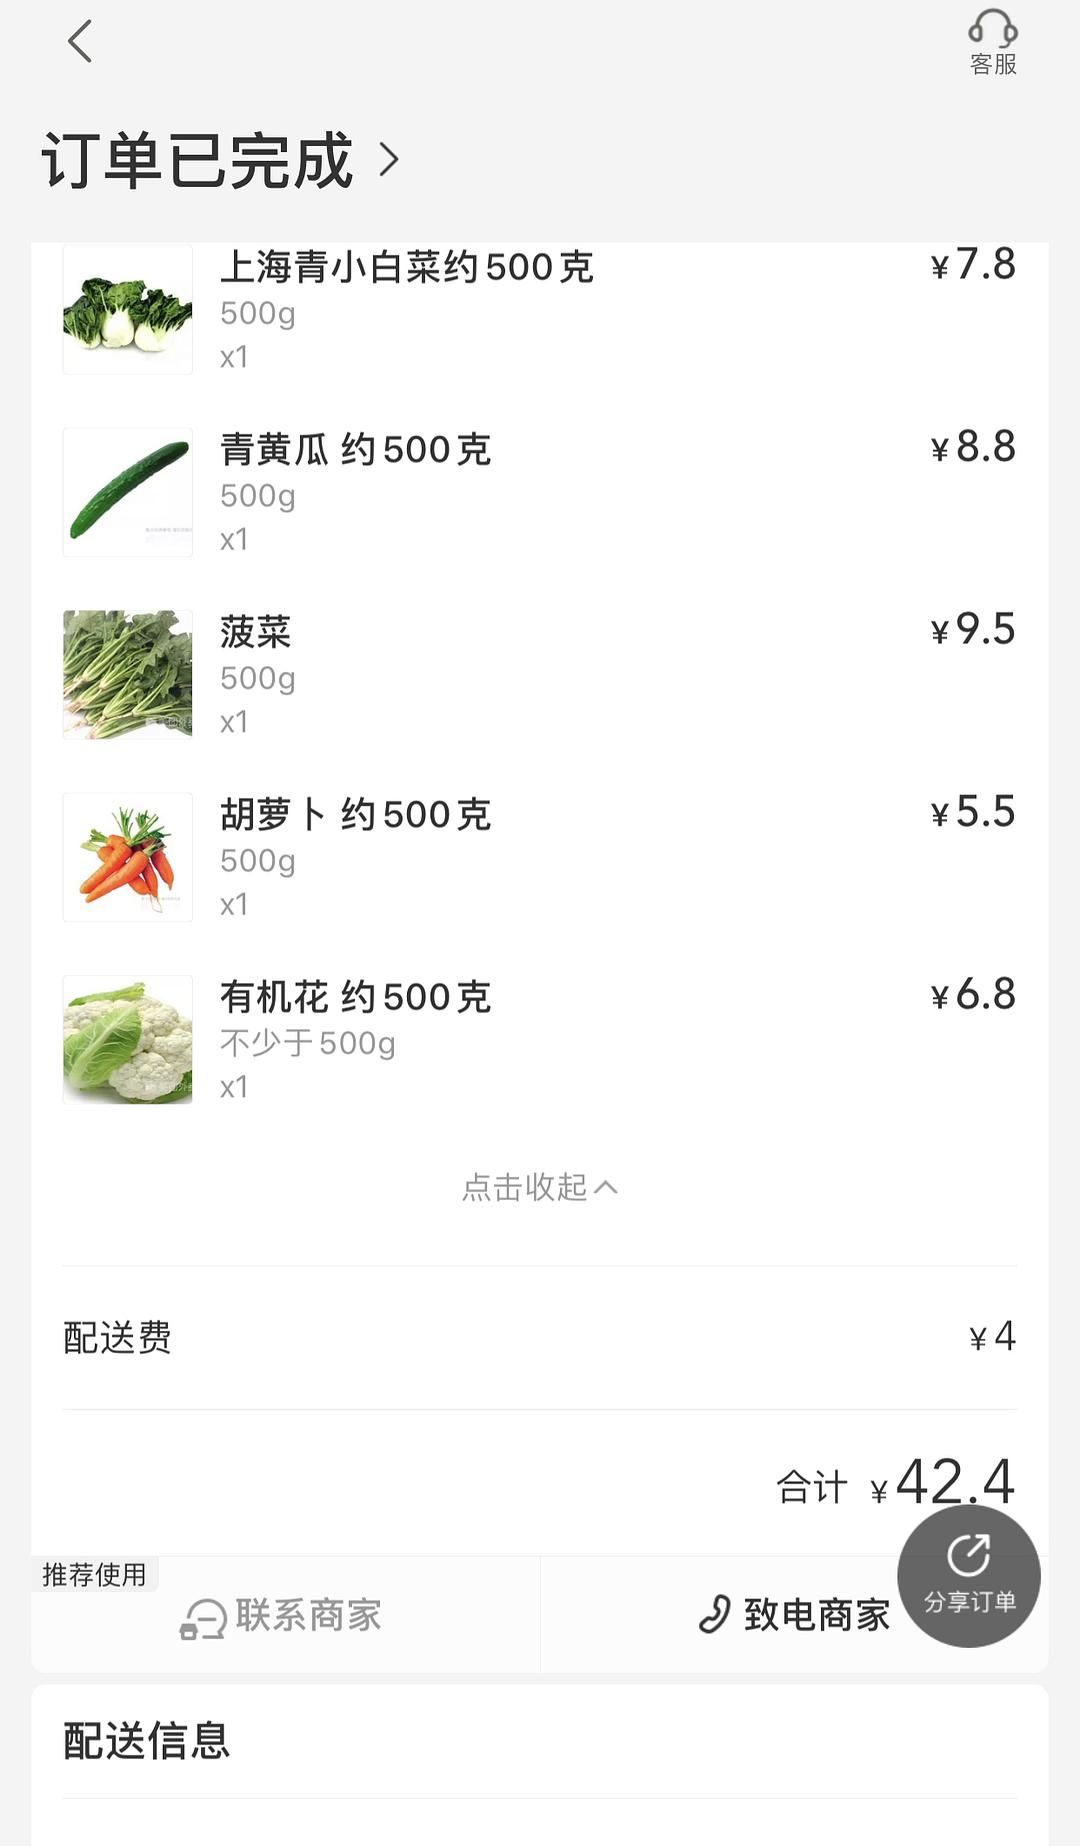 客服
订单已完成
上海青小白菜约500克
¥7.8
500g
x1
青黄瓜 约500克
¥8.8
500g
x1
菠菜
¥9.5
500g
x1
胡萝卜 约500克
¥5.5
500g
x1
有机花 约500克
¥6.8
不少于500g
x1
点击收起
配送费
¥4
合计 ¥42.4
分享订单
推荐使用
联系商家
致电商家
配送信息